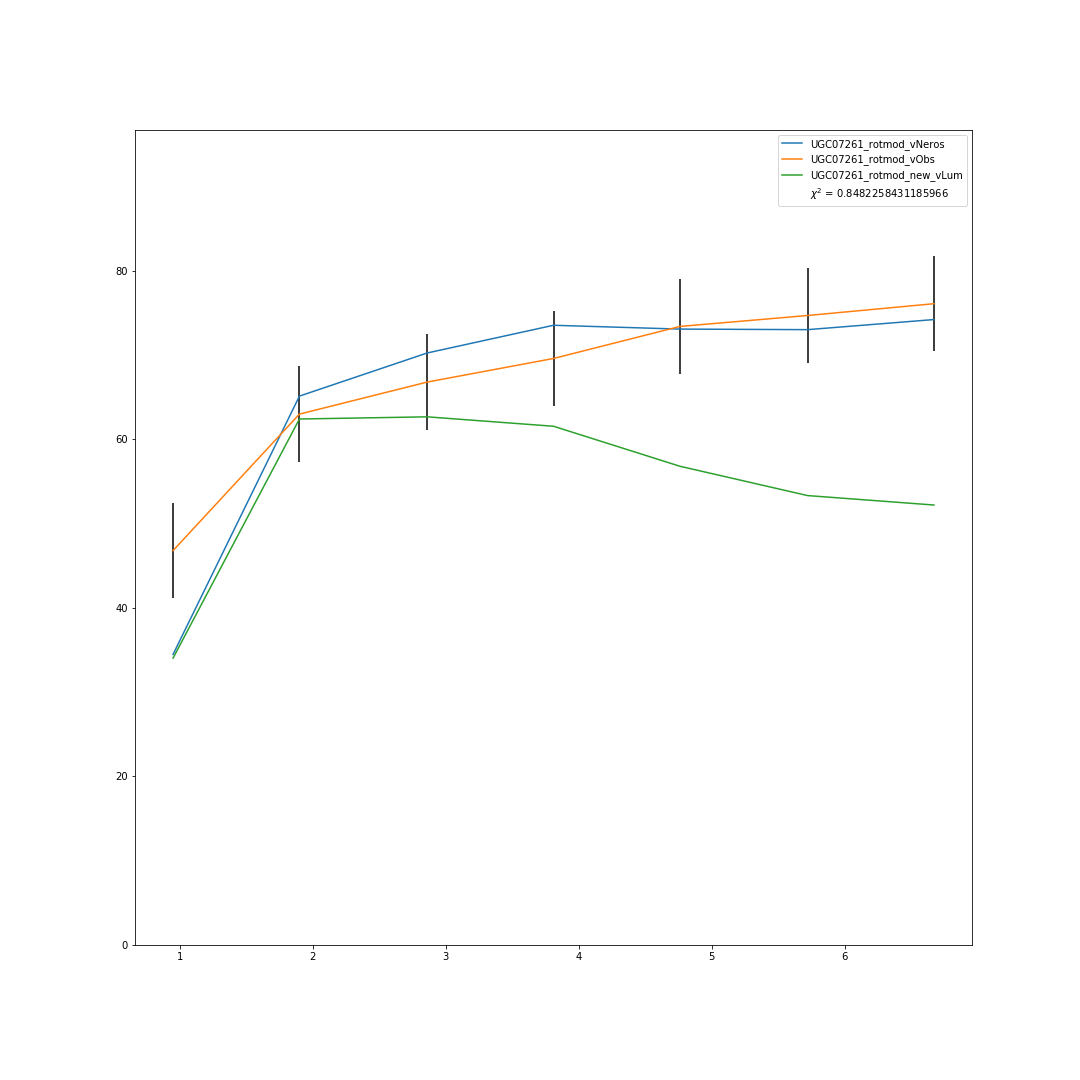 UGC07261_rotmod_vNeros
UGC07261_rotmod_vObs
UGC07261_rotmod_new_vLum
χ² = 0.8482258431185966
80
60
40
20
0
1 2 3 4 5 6